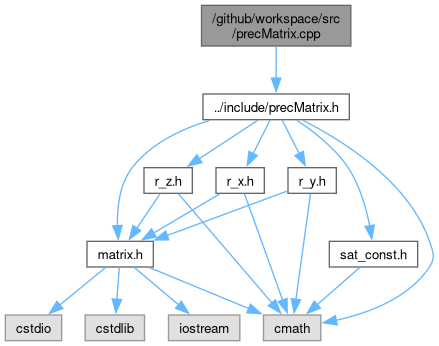 /github/workspace/src
/precMatrix.cpp
../include/precMatrix.h
r_z.h
r_x.h
r_y.h
matrix.h
sat_const.h
cstdio
cstdlib
iostream
cmath